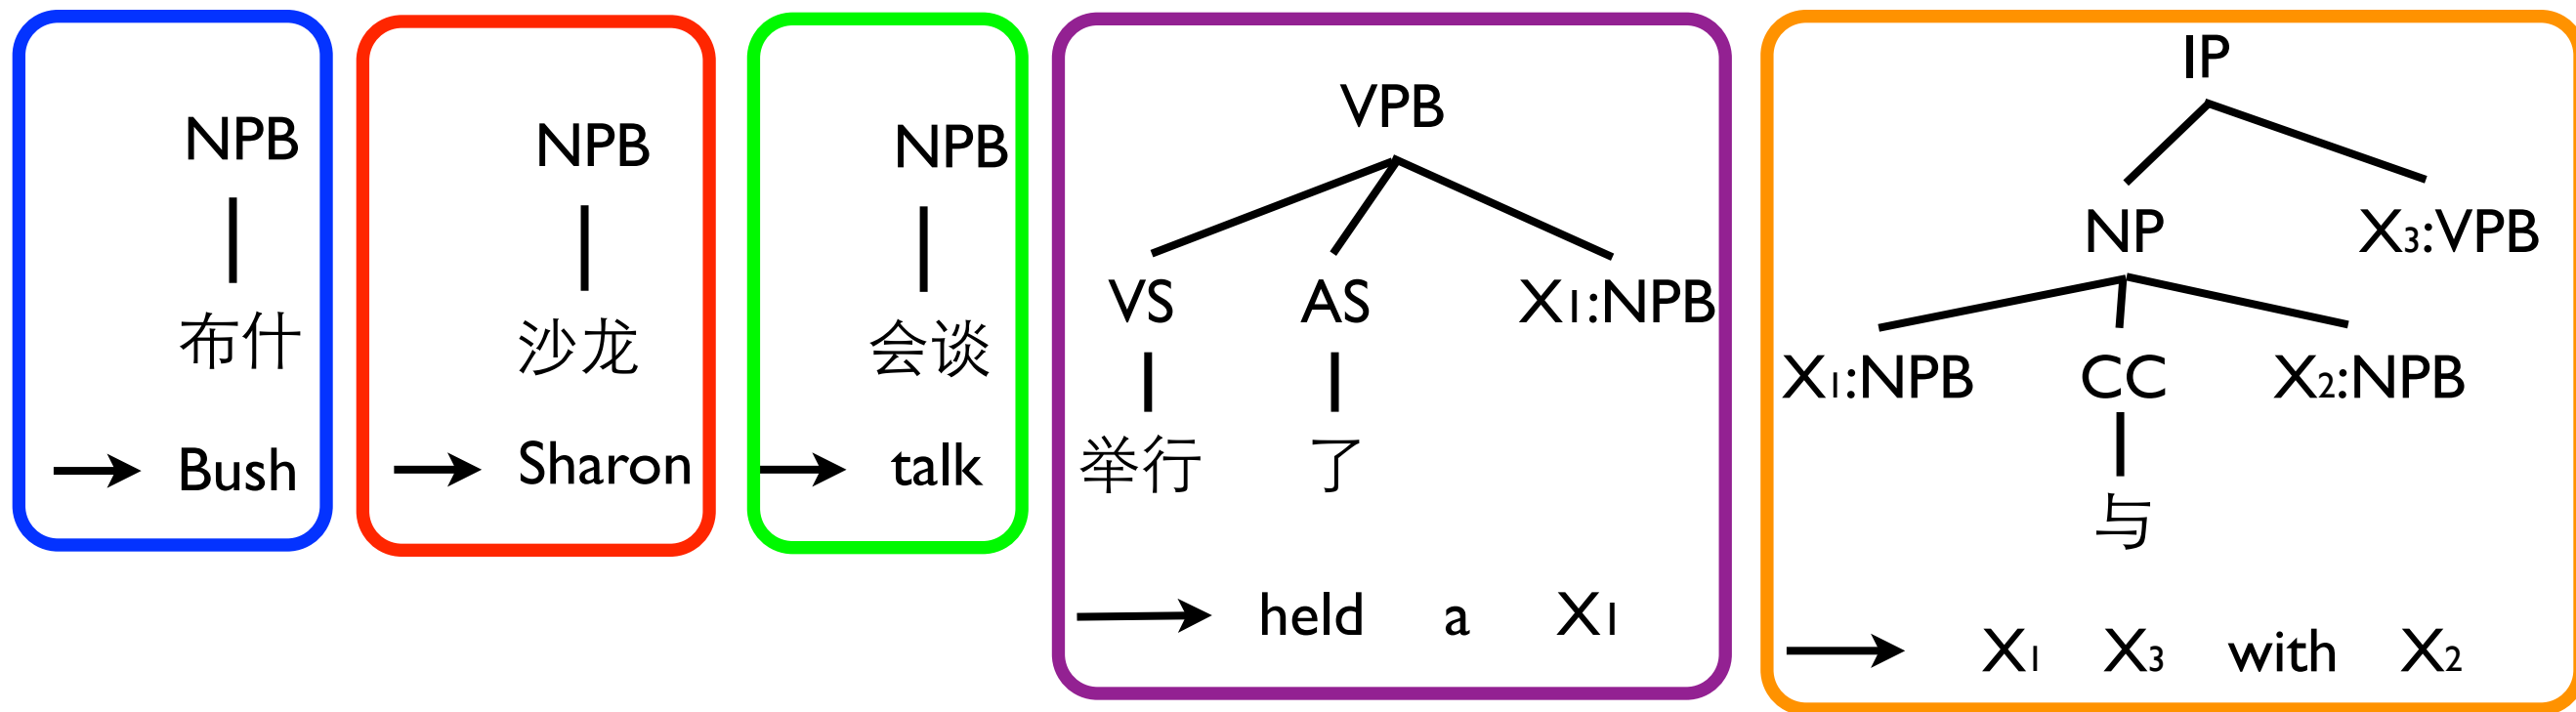 NPB
布什
Bush
NPB
沙龙
Sharon
NPB
会谈
talk
VPB
VS AS X1:NPB
举行 了
held a X1
IP
NP X3:VPB
X1:NPB CC X2:NPB
与
X1 X3 with X2